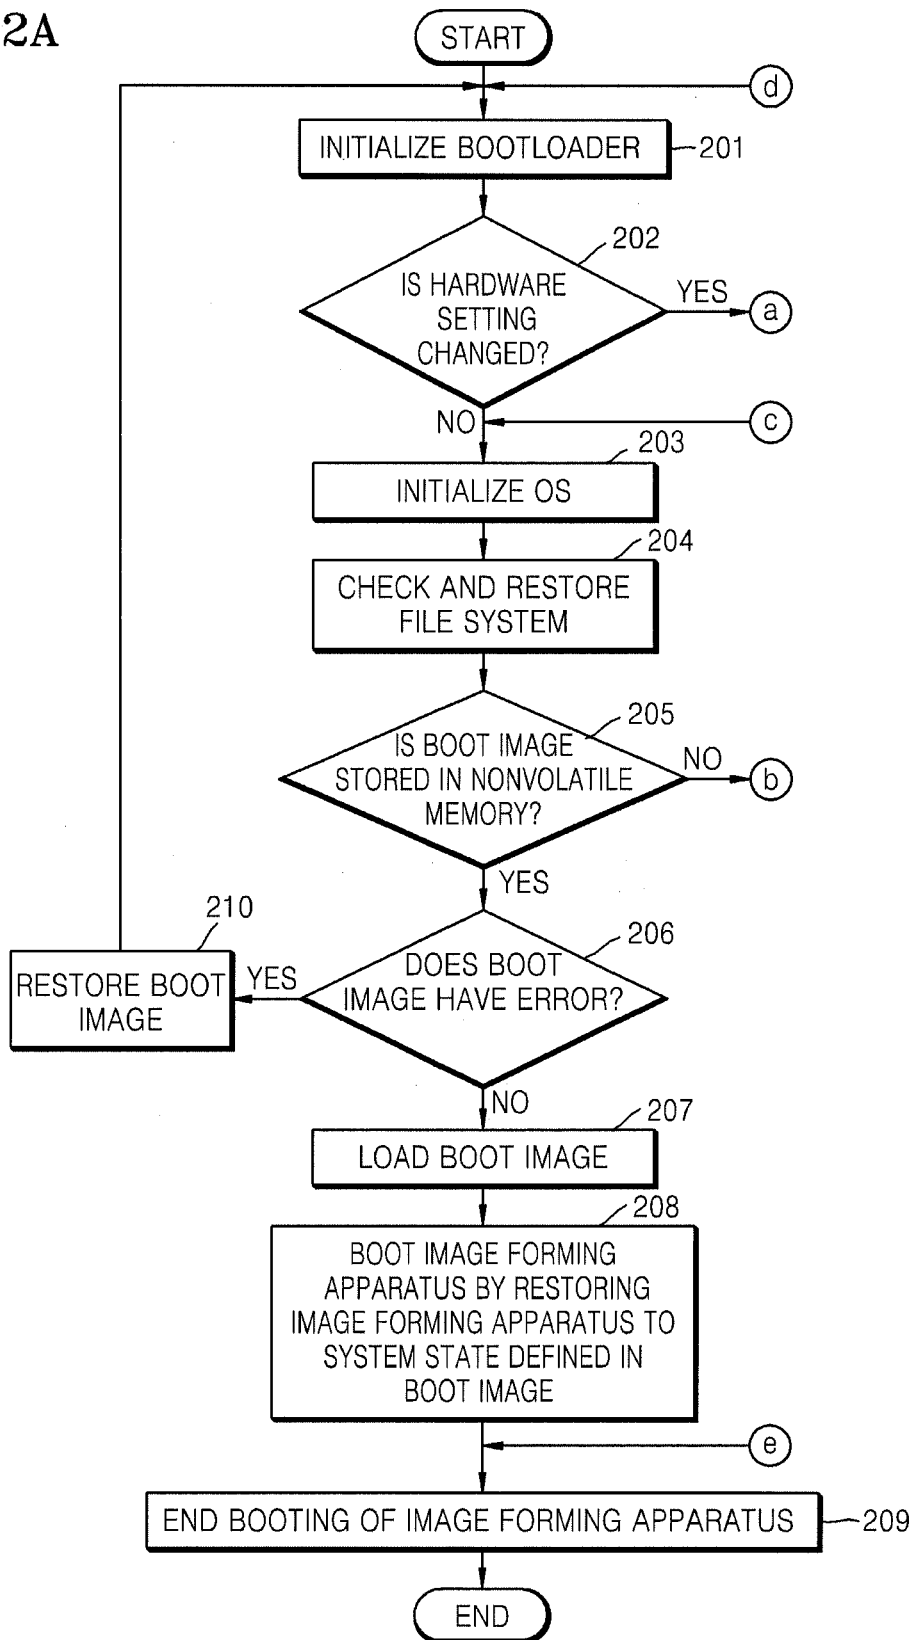 2A
START
d
INITIALIZE BOOTLOADER
201
202
IS HARDWARE
SETTING
CHANGED?
YES
a
NO
c
203
INITIALIZE OS
204
CHECK AND RESTORE
FILE SYSTEM
205
IS BOOT IMAGE
STORED IN NONVOLATILE
MEMORY?
NO
b
YES
210
206
RESTORE BOOT
IMAGE
YES
DOES BOOT
IMAGE HAVE ERROR?
NO
207
LOAD BOOT IMAGE
208
BOOT IMAGE FORMING
APPARATUS BY RESTORING
IMAGE FORMING APPARATUS TO
SYSTEM STATE DEFINED IN
BOOT IMAGE
e
END BOOTING OF IMAGE FORMING APPARATUS
209
END